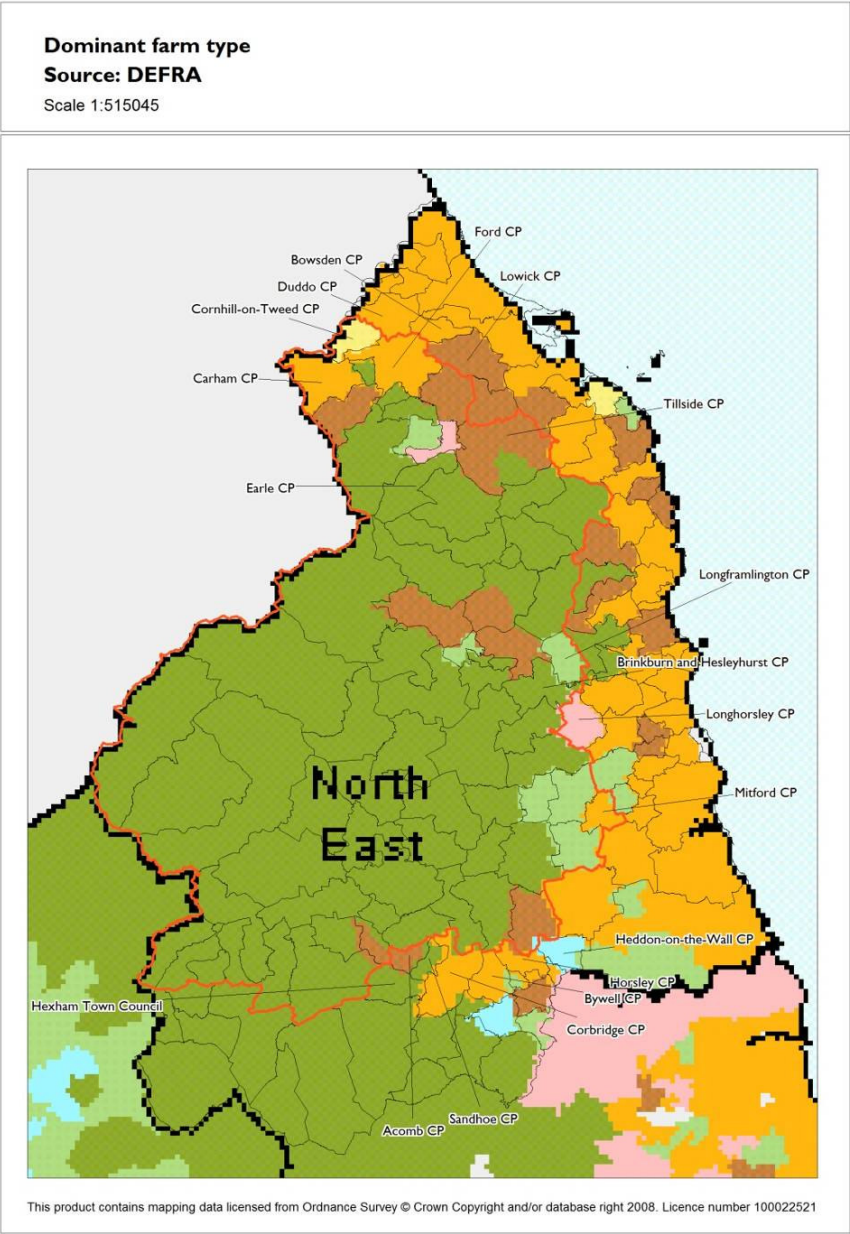 Dominant farm type
Source: DEFRA
Scale 1:515045
Ford CP
Bowsden CP
Lowick CP
Duddo CP
Cornhill-on-Tweed CP
Carham CP
Tillside CP
Earle CP
Longframlington CP
Brinkburn and Hesleyhurst CP
Longhorsley CP
North
East
Mitford CP
Heddon-on-the-Wall CP
Horsley CP
Bywell CP
Hexham Town Council
Corbridge CP
Sandhoe CP
Acomb CP
This product contains mapping data licensed from Ordnance Survey © Crown Copyright and/or database right 2008. Licence number 100022521